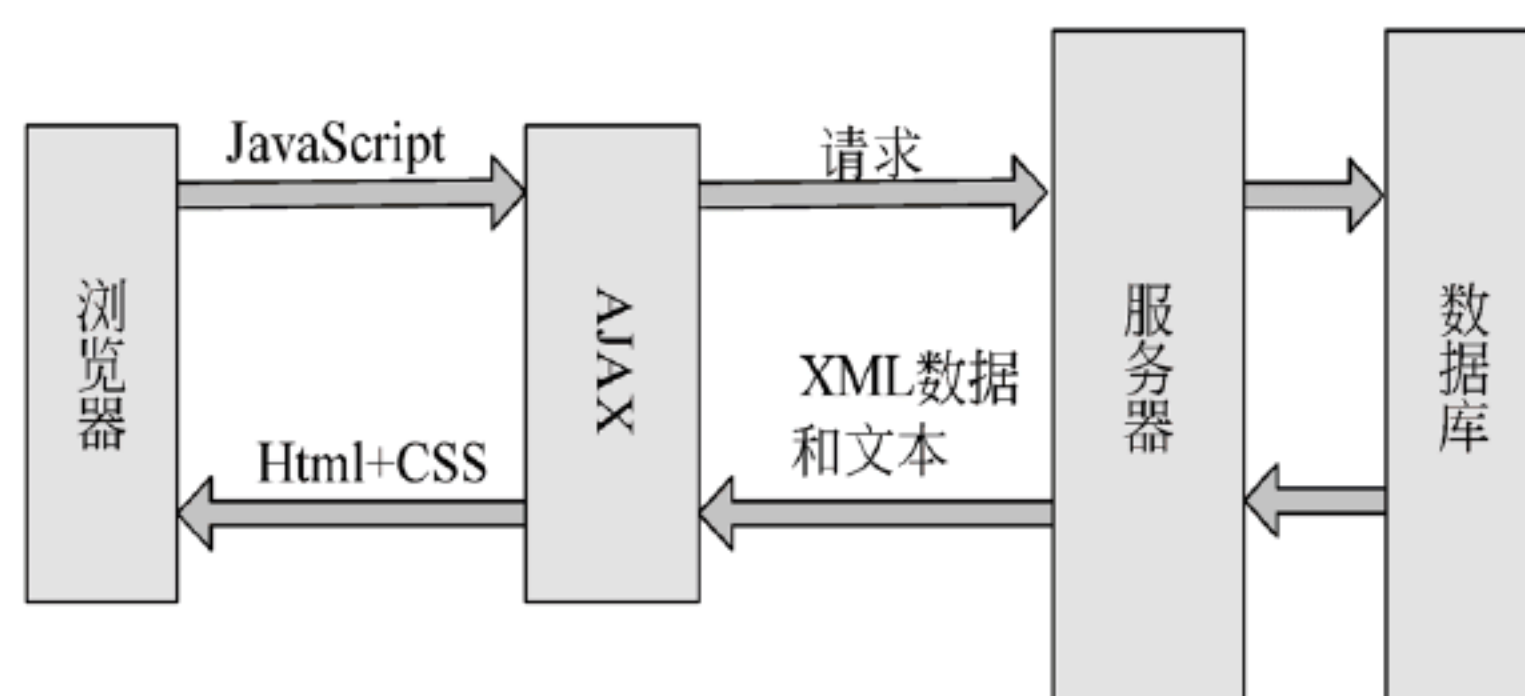 JavaScript
请求
浏览器
AJAX
服务器
数据库
XML数据
和文本
Html+CSS